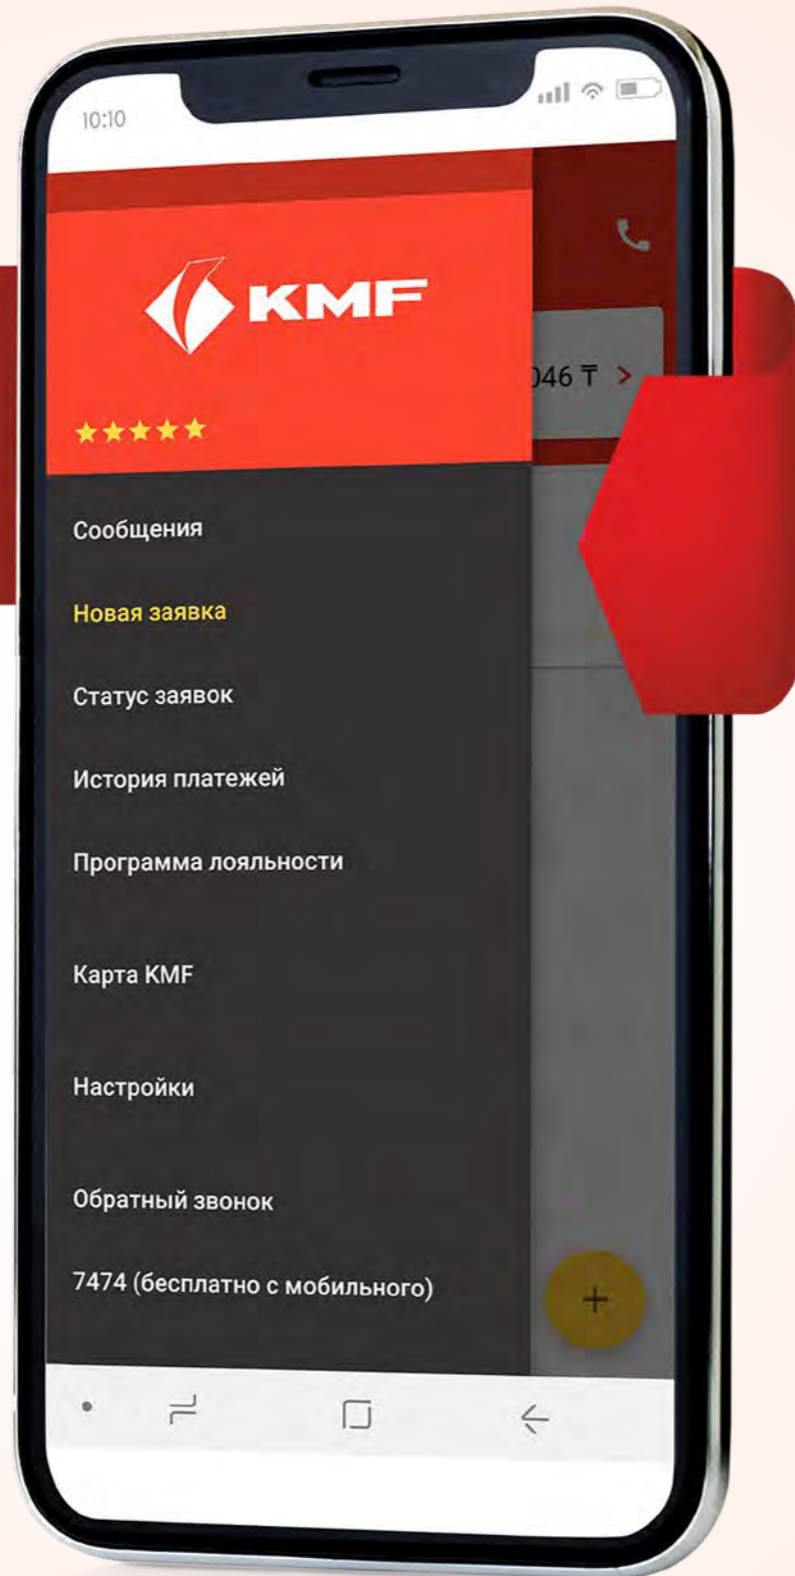 10:10
KMF
046 ₸
Сообщения
Новая заявка
Статус заявок
История платежей
Программа лояльности
Карта KMF
Настройки
Обратный звонок
7474 (бесплатно с мобильного)